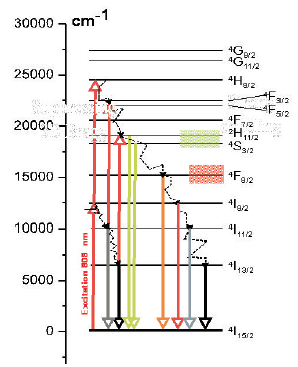 30000 cm⁻¹
⁴G₉/₂
⁴G₁₁/₂
25000
⁴H₉/₂
⁴F₃/₂
⁴F₅/₂
20000
⁴F₇/₂
²H₁₁/₂
⁴S₃/₂
15000
⁴F₉/₂
⁴I₉/₂
10000
⁴I₁₁/₂
5000
⁴I₁₃/₂
0
⁴I₁₅/₂
Excitation 808 nm